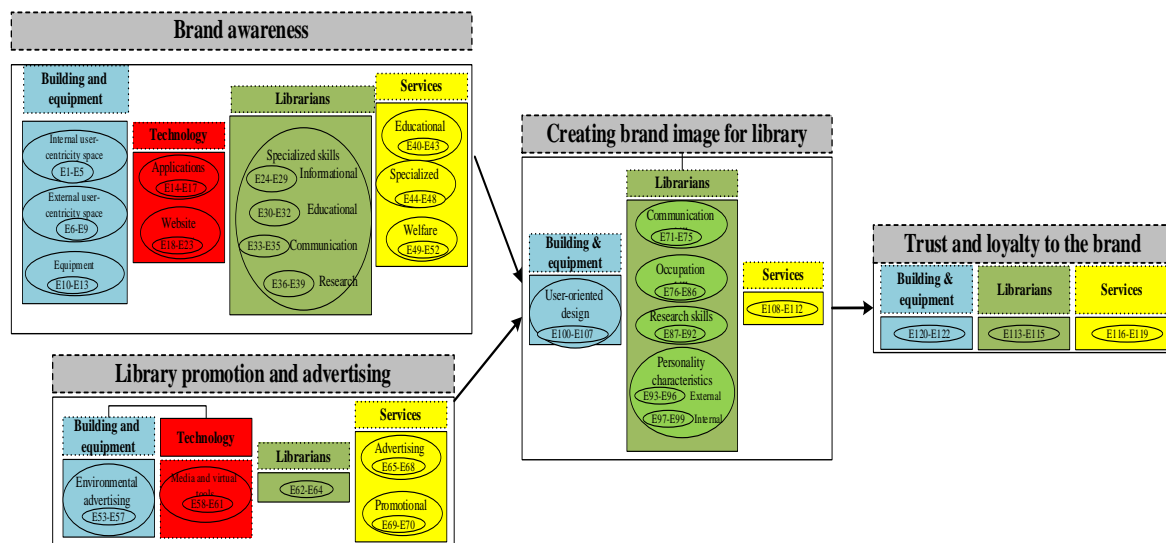 Brand awareness
Building and
equipment
Internal user-
centricity space
E1-E5
External user-
centricity space
E6-E9
Equipment
E10-E13
Technology
Applications
E14-E17
Website
E18-E23
Librarians
Specialized skills
E24-E29 Informational
E30-E32 Educational
E33-E35 Communication
E36-E39 Research
Services
Educational
E40-E43
Specialized
E44-E48
Welfare
E49-E52
Library promotion and advertising
Building and
equipment
Environmental
advertising
E53-E57
Technology
Media and virtual
E58-E61
Librarians
E62-E64
Services
Advertising
E65-E68
Promotional
E69-E70
Creating brand image for library
Building &
equipment
User-oriented
design
E100-E107
Librarians
Communication
E71-E75
Occupation
E76-E86
Research skills
E87-E92
Personality
characteristics
E93-E96 External
E97-E99 Internal
Services
E108-E112
Trust and loyalty to the brand
Building &
equipment
E120-E122
Librarians
E113-E115
Services
E116-E119